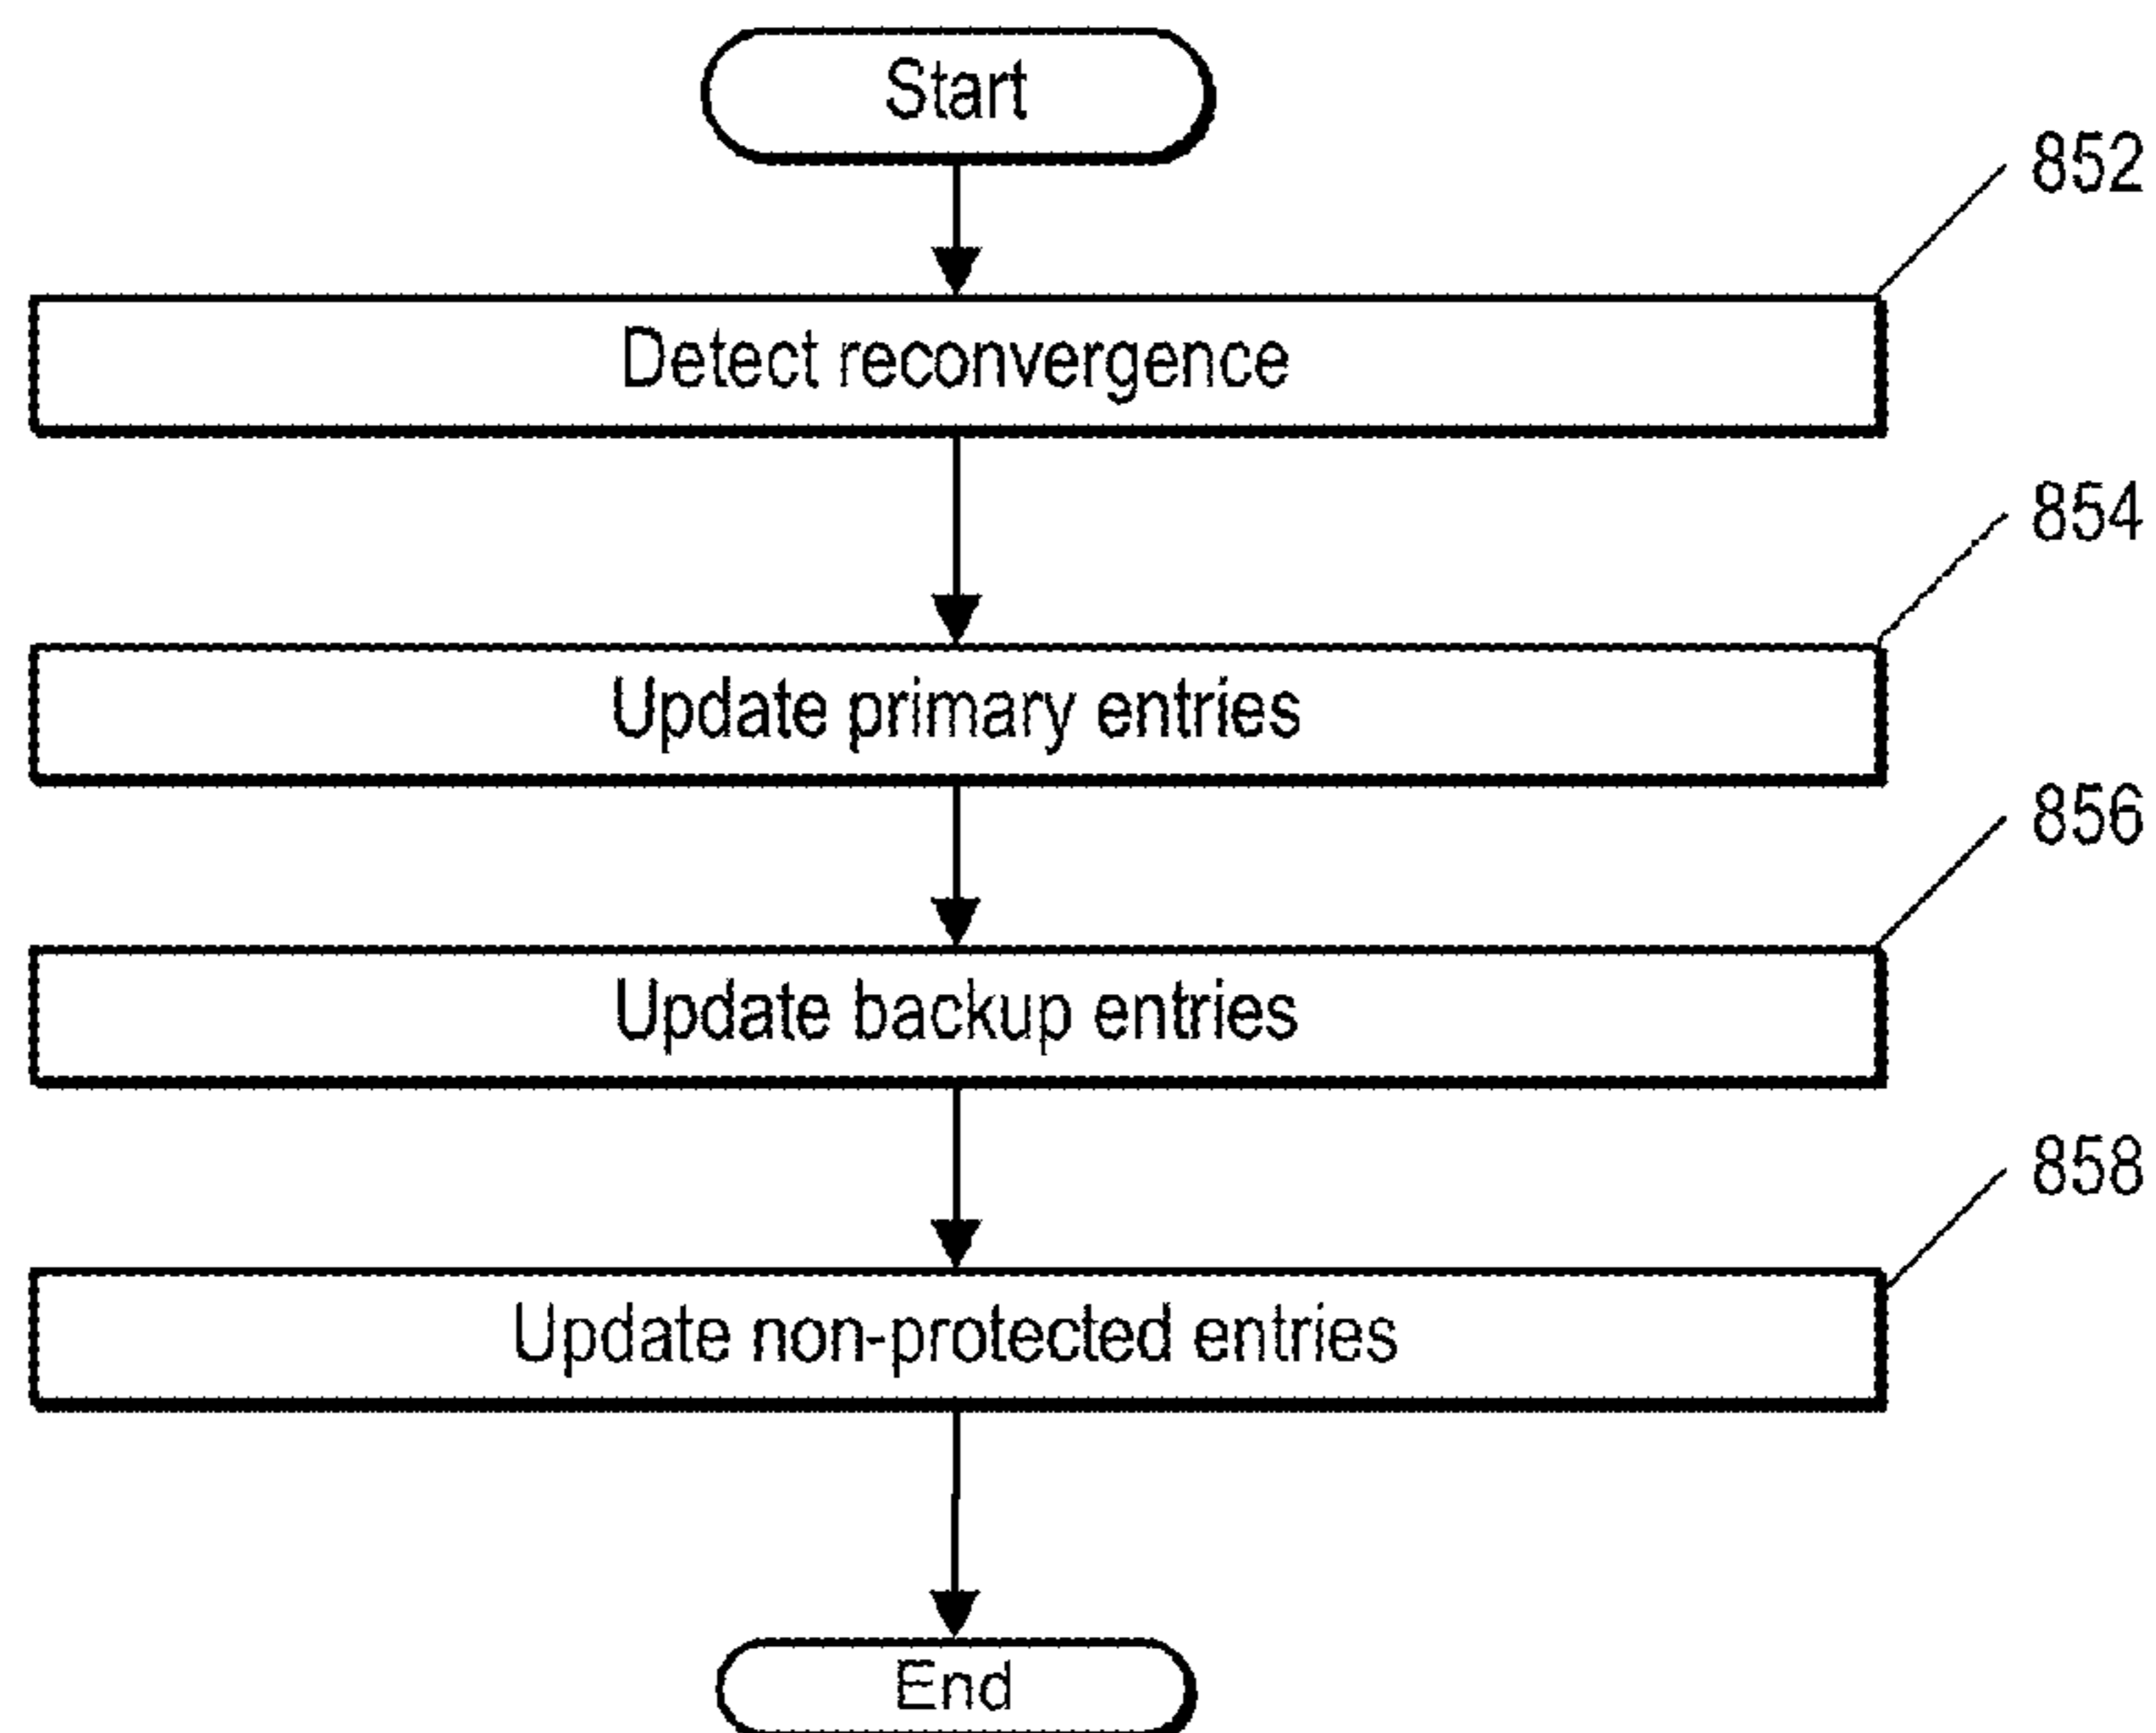 Start
852
Detect reconvergence
854
Update primary entries
856
Update backup entries
858
Update non-protected entries
End